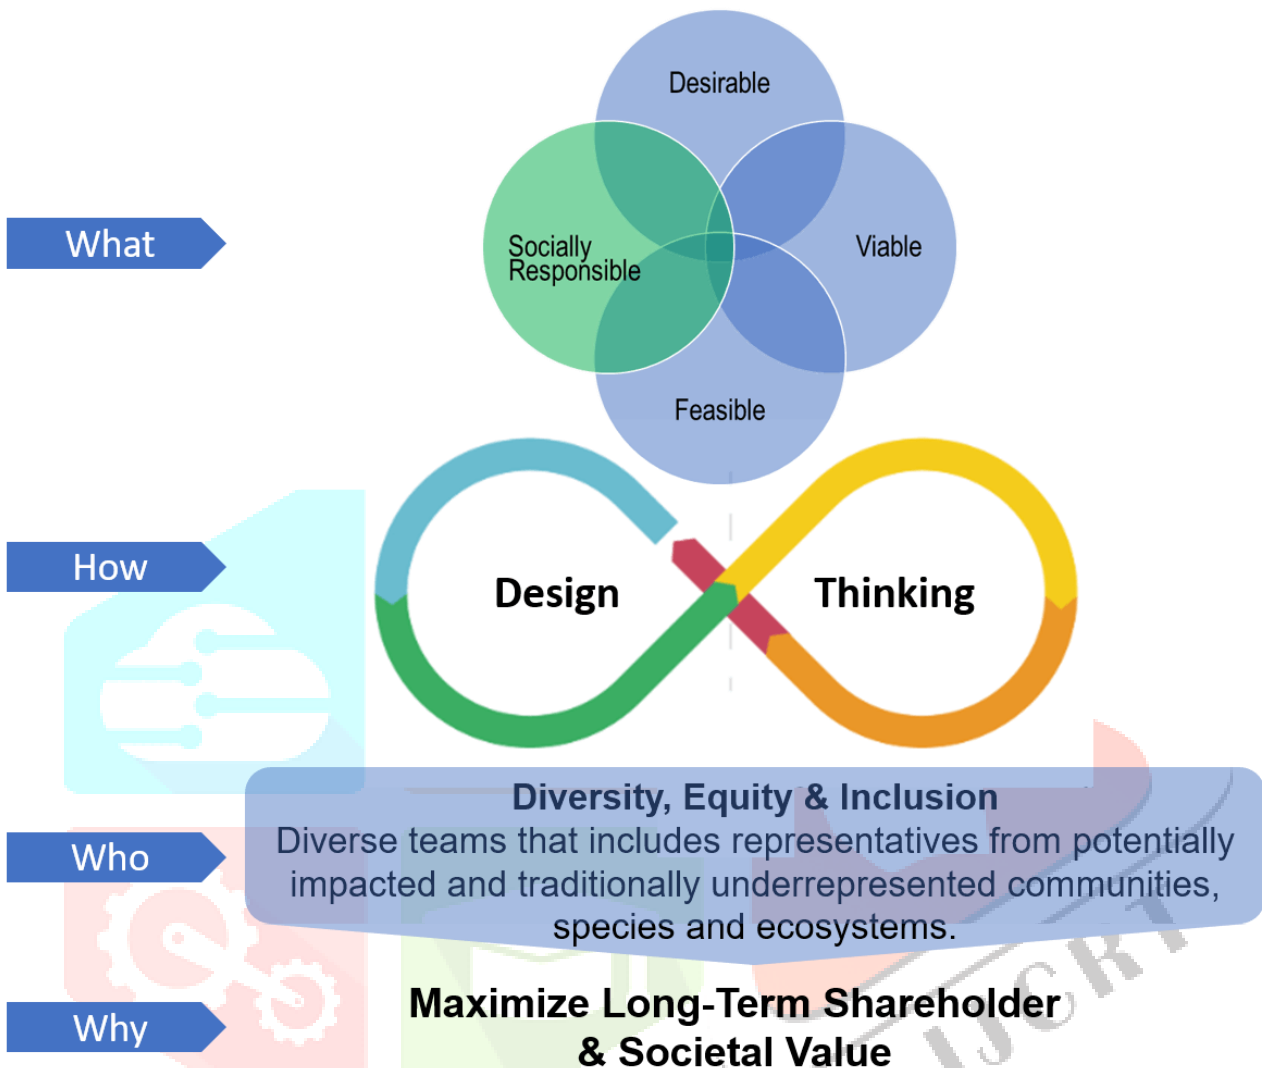 Desirable
What
Socially
Responsible
Viable
Feasible
How
Design
Thinking
Who
Diversity, Equity & Inclusion
Diverse teams that includes representatives from potentially
impacted and traditionally underrepresented communities,
species and ecosystems.
Why
Maximize Long-Term Shareholder
& Societal Value
IJCRT